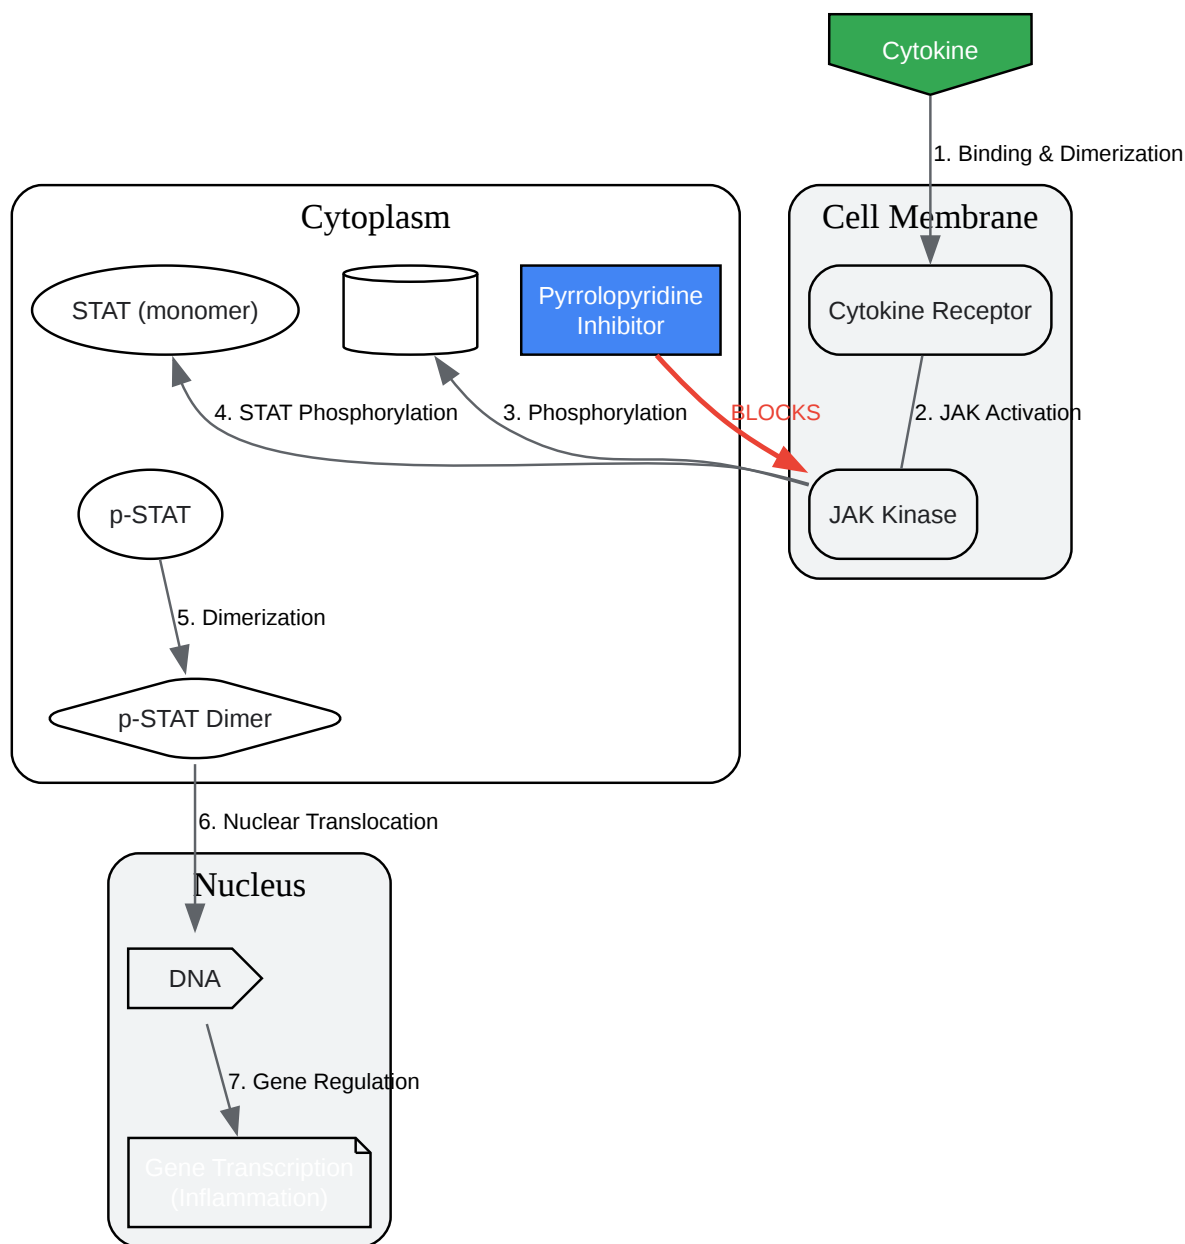 Cytokine
1. Binding & Dimerization
Cytoplasm
Cell Membrane
STAT (monomer)
Pyrrolopyridine
Inhibitor
Cytokine Receptor
4. STAT Phosphorylation
3. Phosphorylation
BLOCKS
2. JAK Activation
p-STAT
JAK Kinase
5. Dimerization
p-STAT Dimer
6. Nuclear Translocation
Nucleus
DNA
7. Gene Regulation
Gene Transcription
(Inflammation)